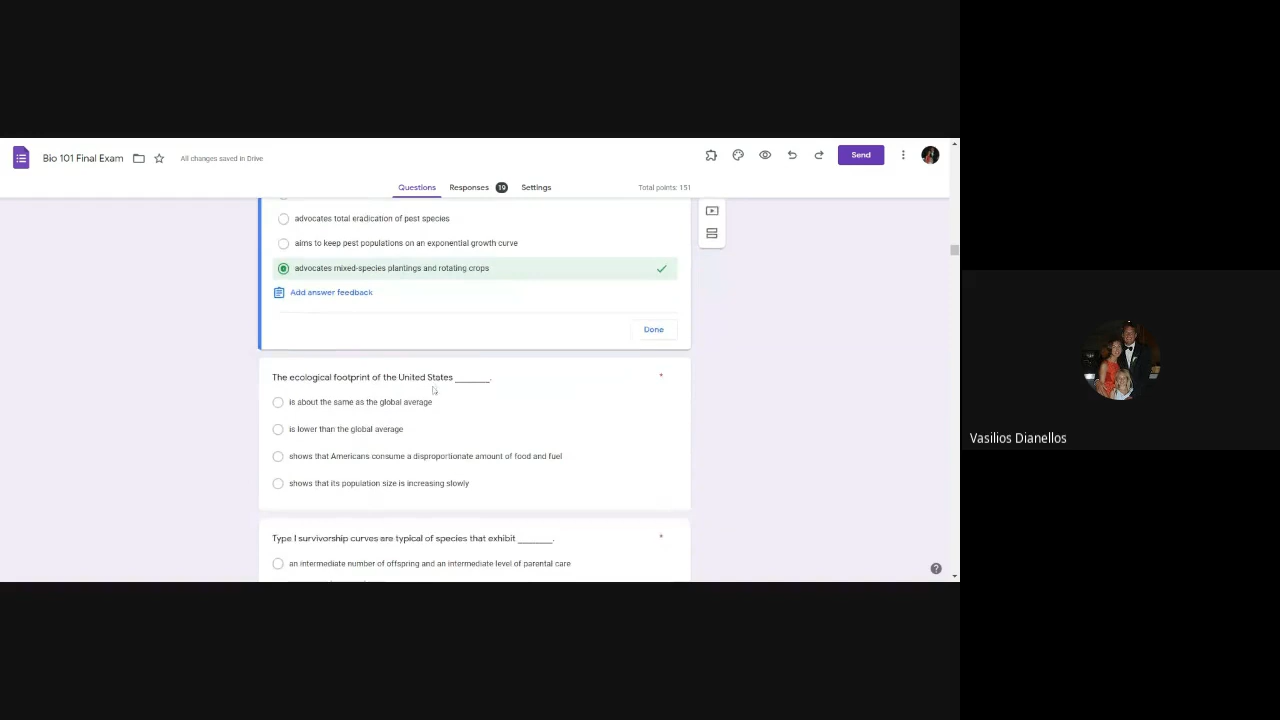 Bio 101 Final Exam
All changes saved in Drive
Send
Questions
Responses 19
Settings
Total points: 151
advocates total eradication of pest species
aims to keep pest populations on an exponential growth curve
advocates mixed-species plantings and rotating crops
Add answer feedback
Done
The ecological footprint of the United States _______. *
is about the same as the global average
is lower than the global average
shows that Americans consume a disproportionate amount of food and fuel
shows that its population size is increasing slowly
Type I survivorship curves are typical of species that exhibit _______. *
an intermediate number of offspring and an intermediate level of parental care
Vasilios Dianellos